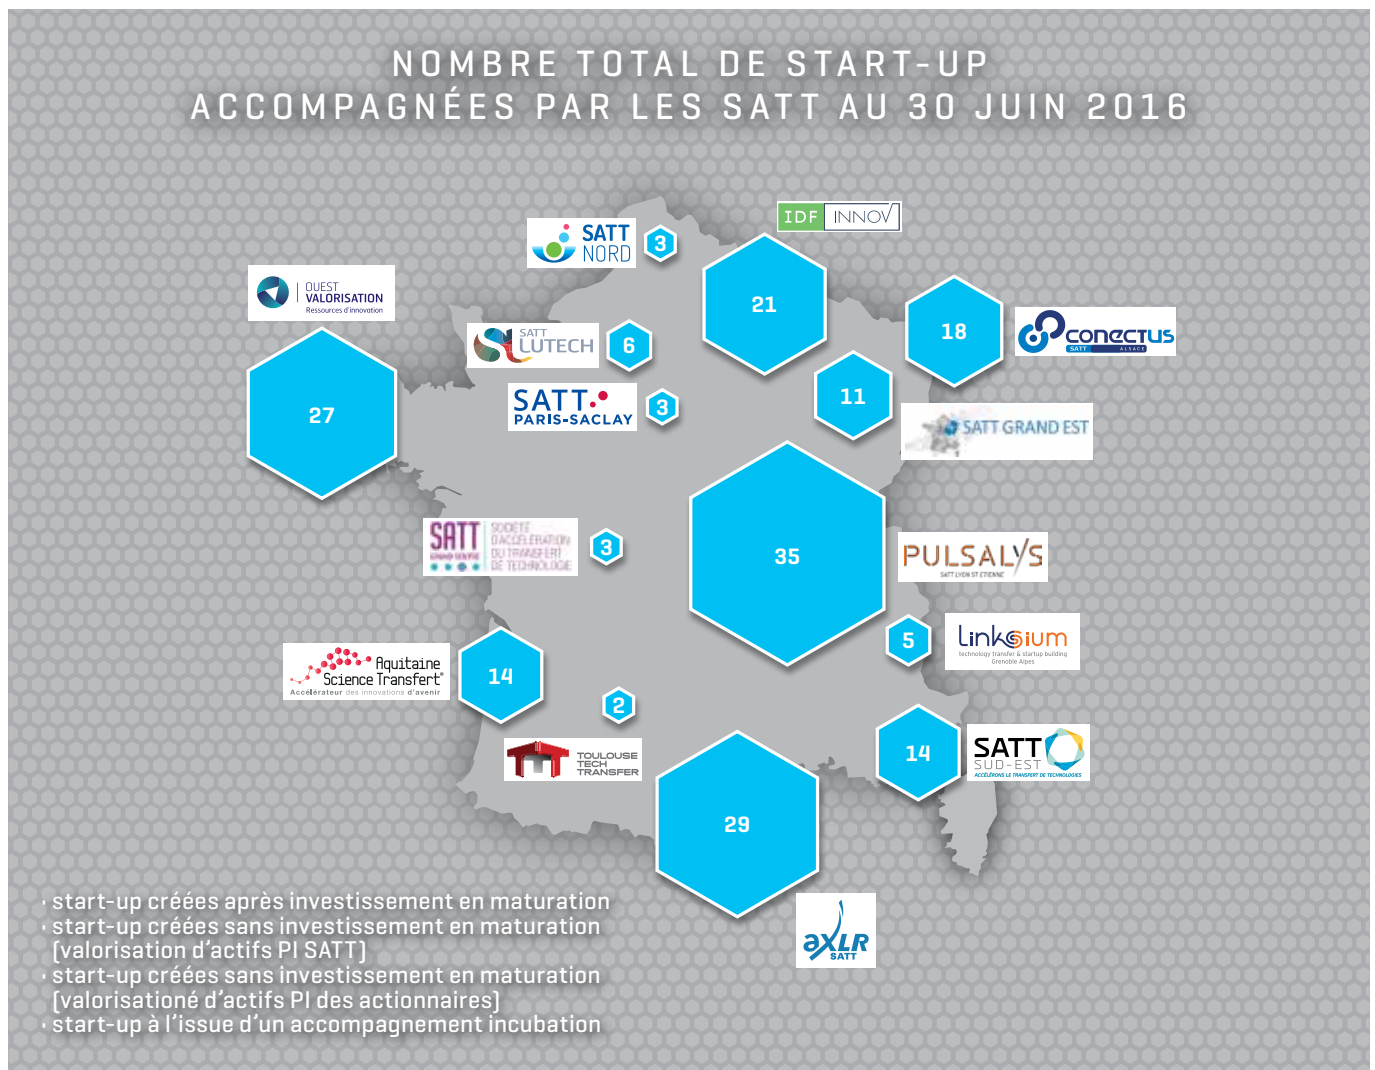 NOMBRE TOTAL DE START-UP
ACCOMPAGNÉES PAR LES SATT AU 30 JUIN 2016
IDF INNOV
SATT
NORD
3
OUEST
VALORISATION
Ressources d'innovation
21
18
CONECTUS
SATT ALSACE
SATT
LUTECH
6
SATT
PARIS-SACLAY
3
11
27
SATT GRAND EST
SATT
GRAND CENTRE
SOCIÉTÉ
D'ACCÉLÉRATION
DU TRANSFERT
DE TECHNOLOGIE
3
35
PULSALYS
SATT LYON ST ETIENNE
5
Linksium
technology transfer & startup building
Grenoble Alpes
Aquitaine
Science Transfert®
Accélérateur des innovations d'avenir
14
2
TOULOUSE
TECH
TRANSFER
14
SATT
SUD-EST
ACCÉLÉRONS LE TRANSFERT DE TECHNOLOGIES
29
aXLR
SATT
· start-up créées après investissement en maturation
· start-up créées sans investissement en maturation
(valorisation d'actifs PI SATT)
· start-up créées sans investissement en maturation
(valorisationé d'actifs PI des actionnaires)
· start-up à l'issue d'un accompagnement incubation